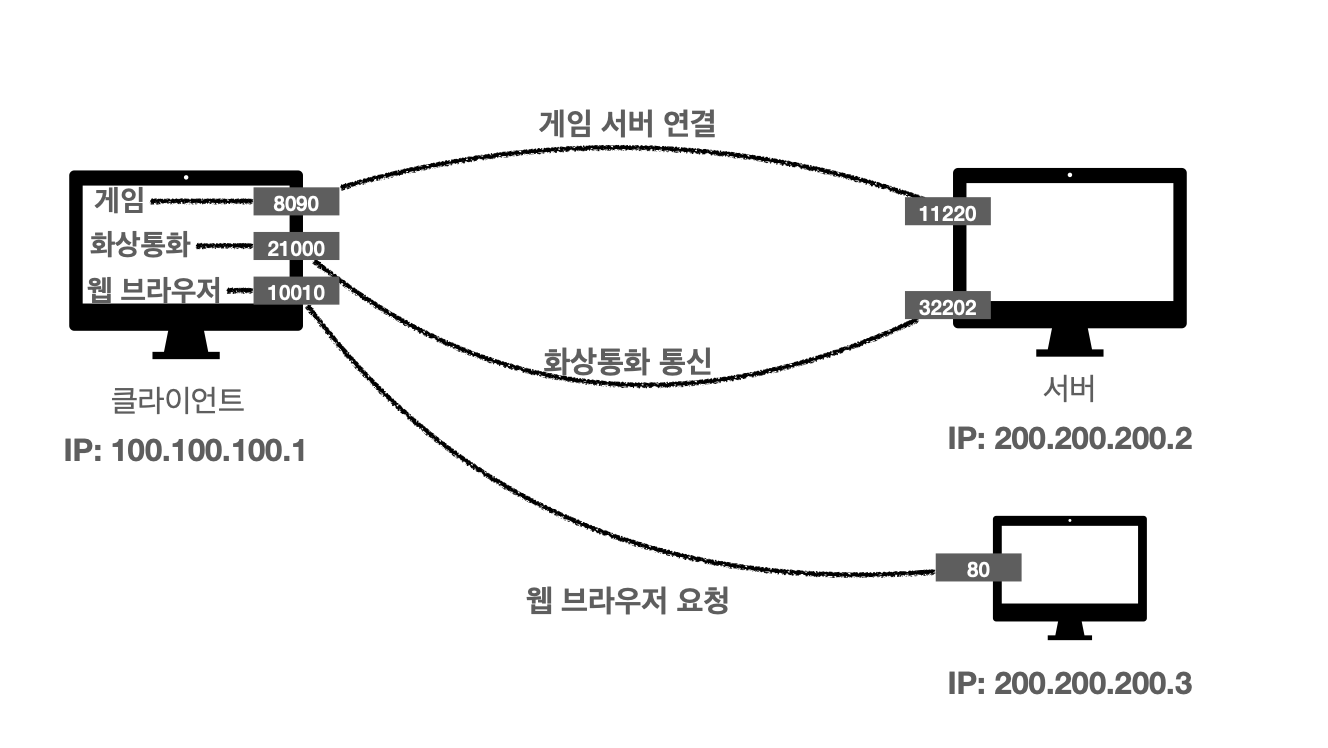 게임 서버 연결
게임
8090
11220
화상통화
21000
웹 브라우저
10010
32202
화상통화 통신
클라이언트
서버
IP: 100.100.100.1
IP: 200.200.200.2
80
웹 브라우저 요청
IP: 200.200.200.3